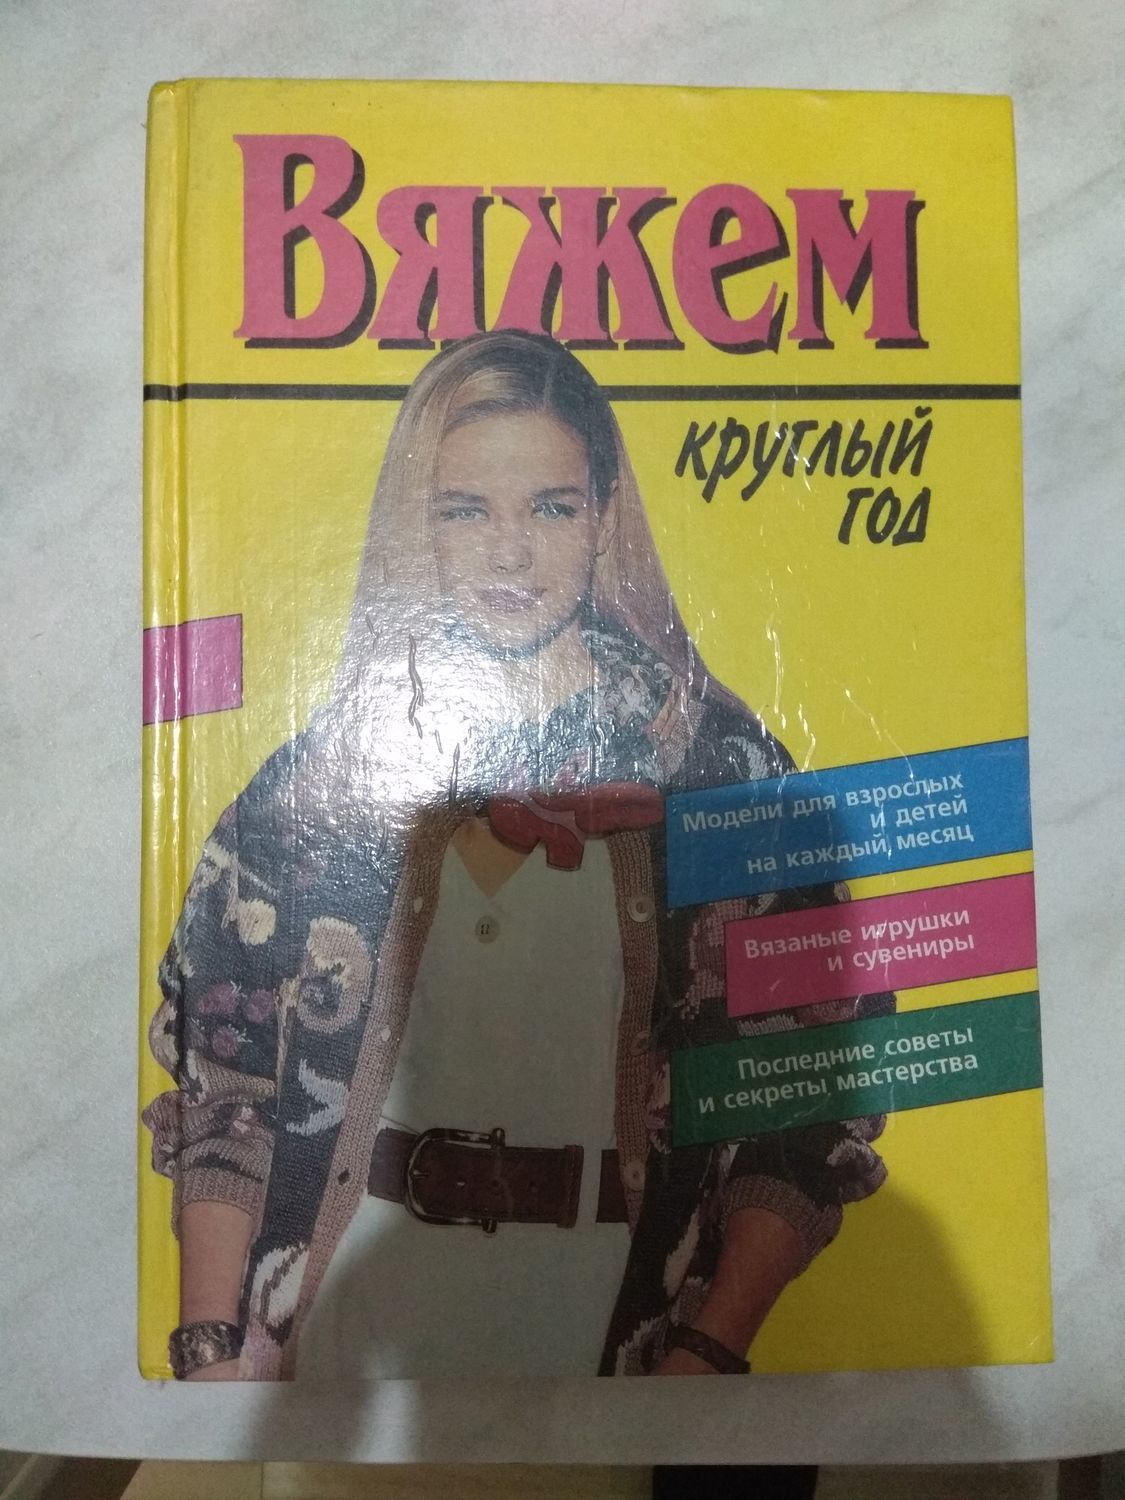 Вяжем
круглый
год
Модели для взрослых
и детей
на каждый месяц
Вязаные игрушки
и сувениры
Последние советы
и секреты мастерства